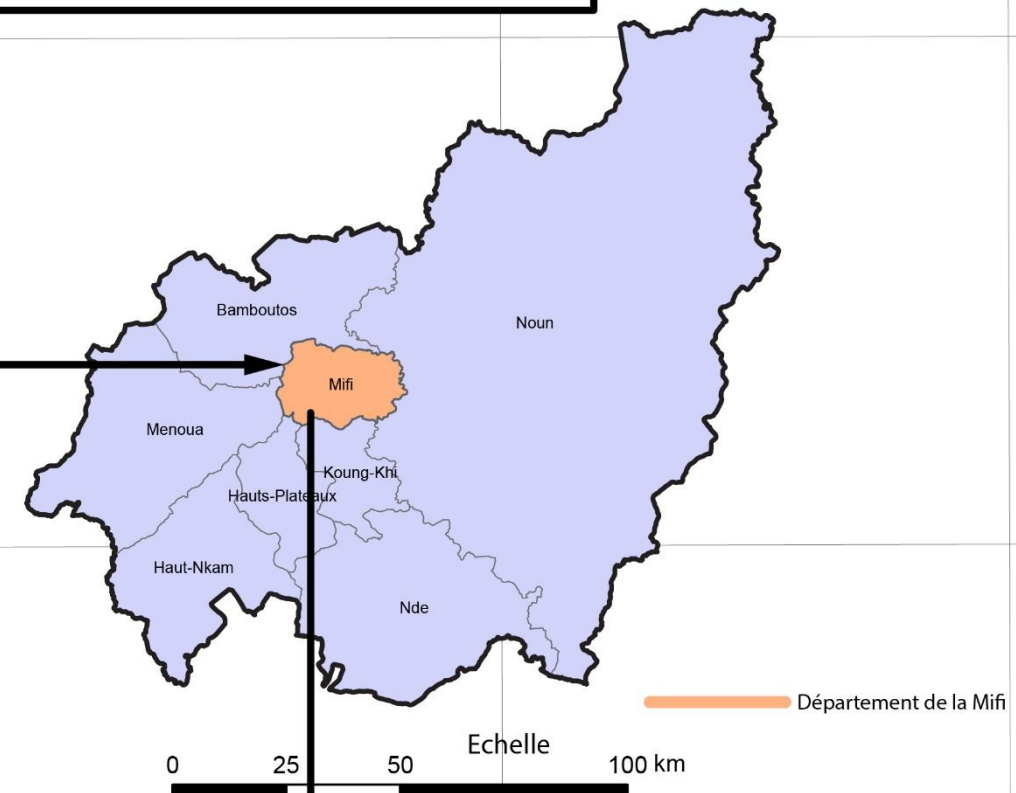 Bamboutos
Noun
Mifi
Menoua
Koung-Khi
Hauts-Plateaux
Haut-Nkam
Nde
Département de la Mifi
Echelle
0 25 50 100 km